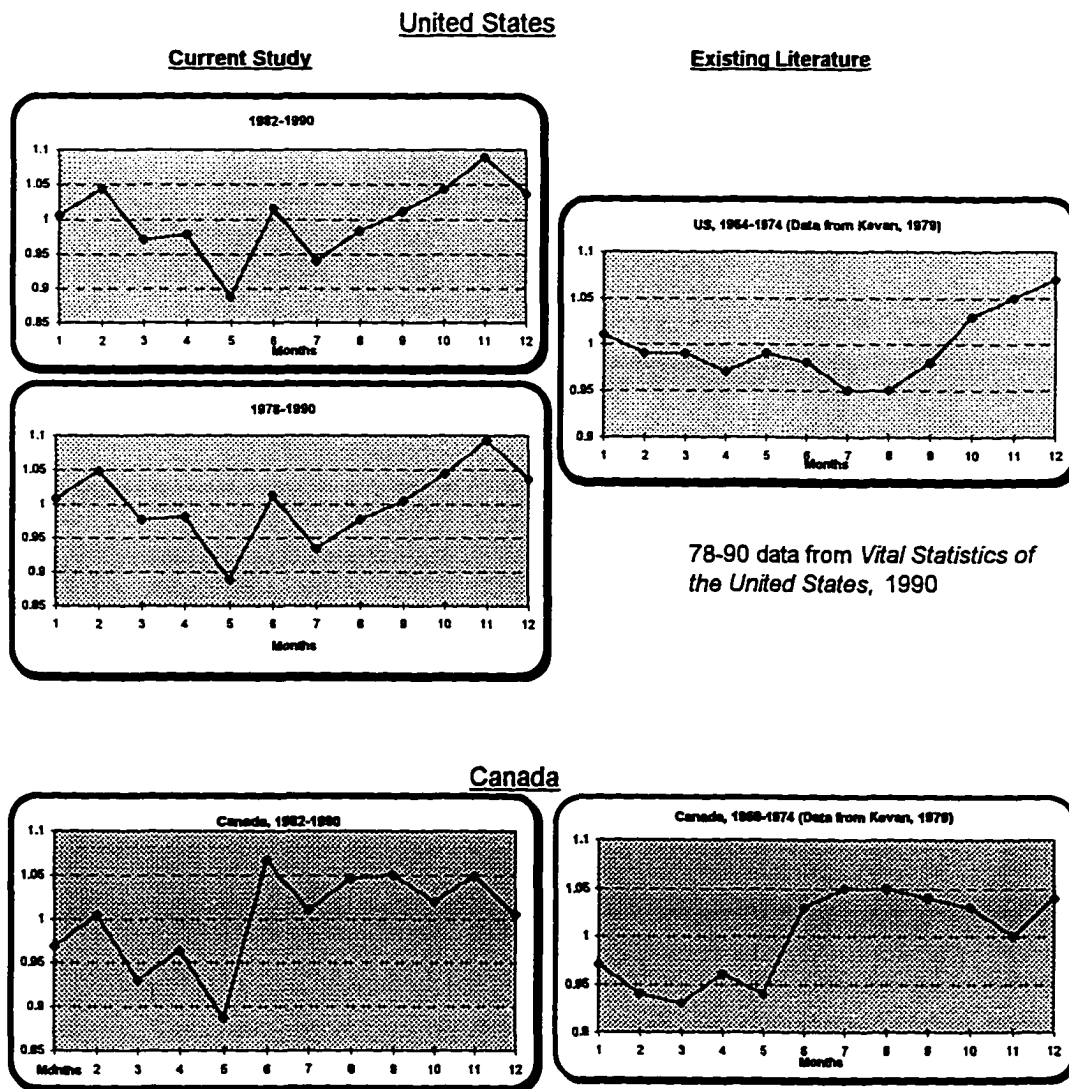 United States
Current Study
Existing Literature
1982-1990
1.1
1.05
1
0.95
0.9
0.85
1 2 3 4 5 6 7 8 9 10 11 12
Months
US, 1964-1974 (Data from Kevan, 1979)
1.1
1.05
1
0.95
0.9
1 2 3 4 5 6 7 8 9 10 11 12
Months
1978-1990
1.1
1.05
1
0.95
0.9
0.85
1 2 3 4 5 6 7 8 9 10 11 12
Months
78-90 data from Vital Statistics of
the United States, 1990
Canada
Canada, 1982-1990
1.1
1.05
1
0.95
0.9
0.85
Months 2 3 4 5 6 7 8 9 10 11 12
Canada, 1960-1974 (Data from Kevan, 1979)
1.1
1.05
1
0.95
0.9
1 2 3 4 5 6 7 8 9 10 11 12
Months